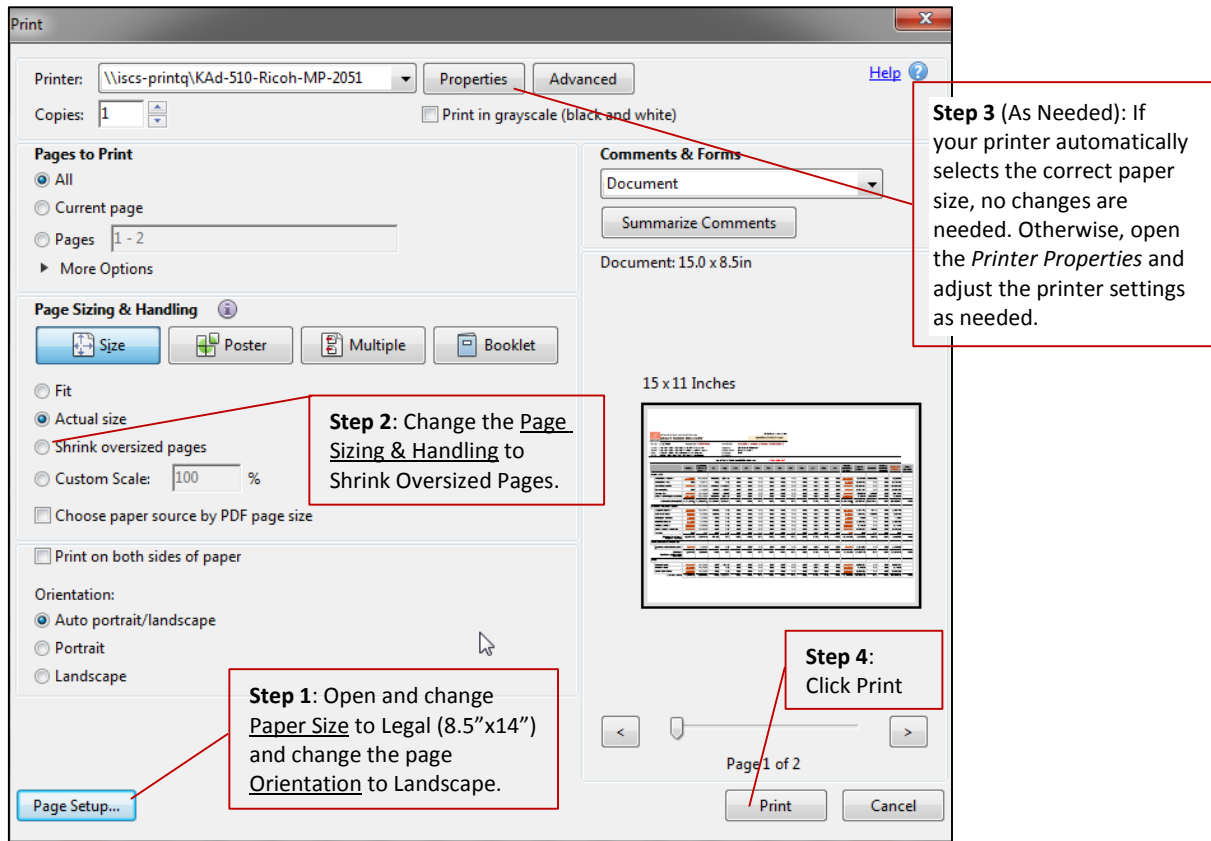 Print
x
Printer: \\iscs-printq\KAd-510-Ricoh-MP-2051 Properties Advanced Help ?
Copies: 1 Print in grayscale (black and white)
Step 3 (As Needed): If
your printer automatically
selects the correct paper
size, no changes are
needed. Otherwise, open
the Printer Properties and
adjust the printer settings
as needed.
Pages to Print
All
Current page
Pages 1 - 2
More Options
Comments & Forms
Document
Summarize Comments
Document: 15.0 x 8.5in
Page Sizing & Handling i
Size Poster Multiple Booklet
Fit
Actual size
Shrink oversized pages
Custom Scale: 100 %
Choose paper source by PDF page size
Step 2: Change the Page
Sizing & Handling to
Shrink Oversized Pages.
15 x 11 Inches
Print on both sides of paper
Orientation:
Auto portrait/landscape
Portrait
Landscape
Step 1: Open and change
Paper Size to Legal (8.5”x14”)
and change the page
Orientation to Landscape.
Step 4:
Click Print
< >
Page 1 of 2
Page Setup... Print Cancel